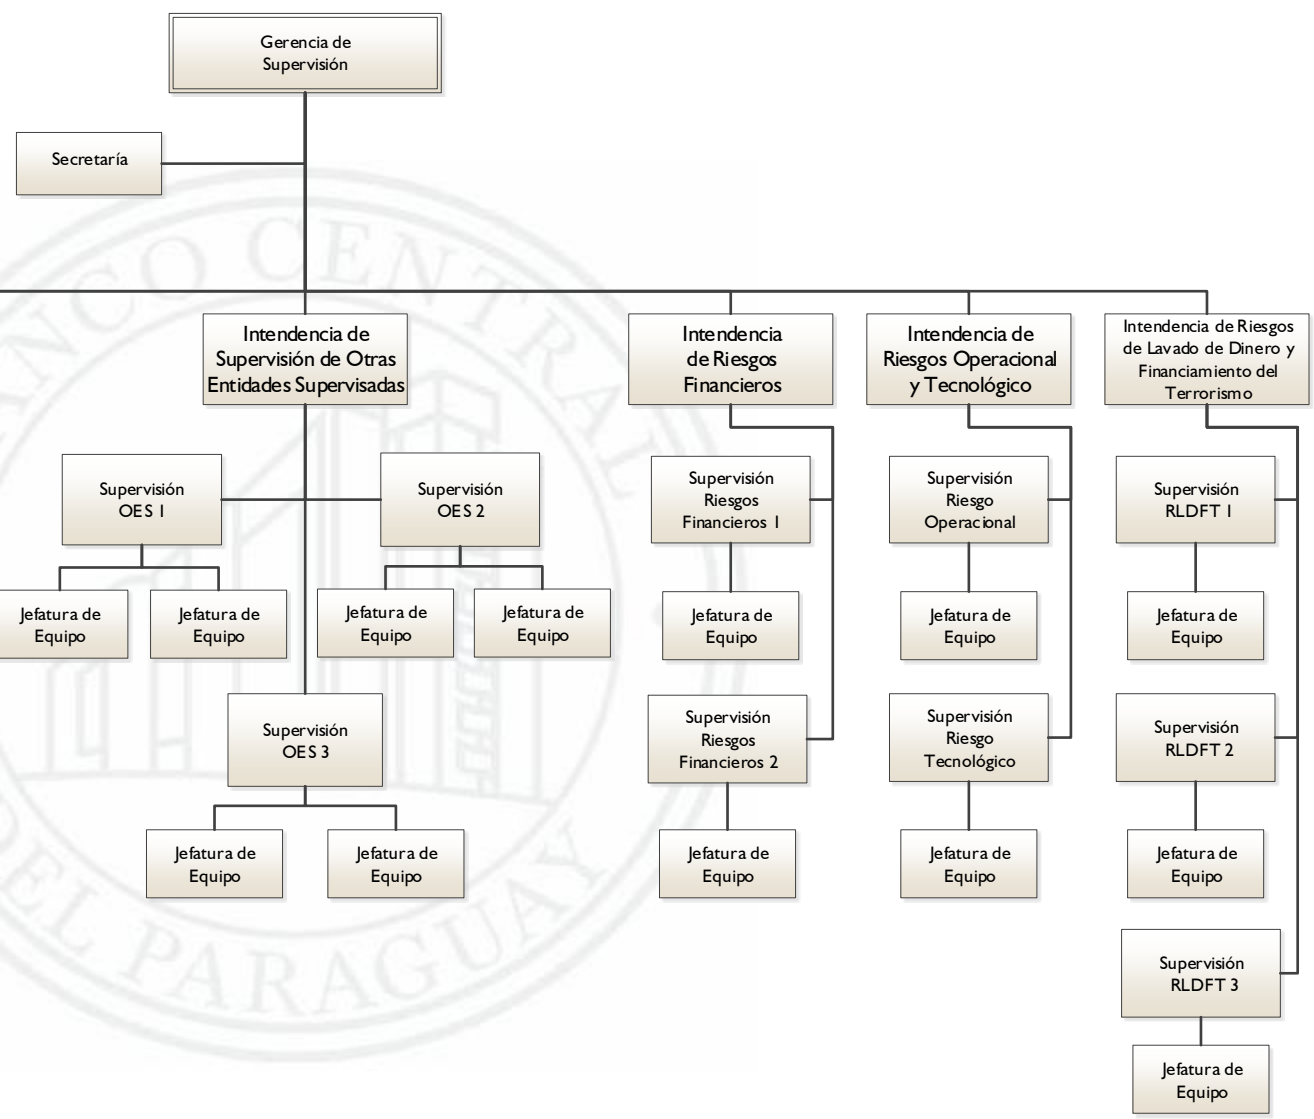 Gerencia de
Supervisión
Secretaría
Intendencia de
Supervisión de Otras
Entidades Supervisadas
Intendencia
de Riesgos
Financieros
Intendencia de
Riesgos Operacional
y Tecnológico
Intendencia de Riesgos
de Lavado de Dinero y
Financiamiento del
Terrorismo
Supervisión
OES 1
Supervisión
OES 2
Supervisión
Riesgos
Financieros 1
Supervisión
Riesgo
Operacional
Supervisión
RLDFT 1
Jefatura de
Equipo
Jefatura de
Equipo
Jefatura de
Equipo
Jefatura de
Equipo
Jefatura de
Equipo
Jefatura de
Equipo
Jefatura de
Equipo
Supervisión
OES 3
Supervisión
Riesgos
Financieros 2
Supervisión
Riesgo
Tecnológico
Supervisión
RLDFT 2
Jefatura de
Equipo
Jefatura de
Equipo
Jefatura de
Equipo
Jefatura de
Equipo
Jefatura de
Equipo
Supervisión
RLDFT 3
Jefatura de
Equipo
ANCO CENTRAL
DEL PARAGUAY